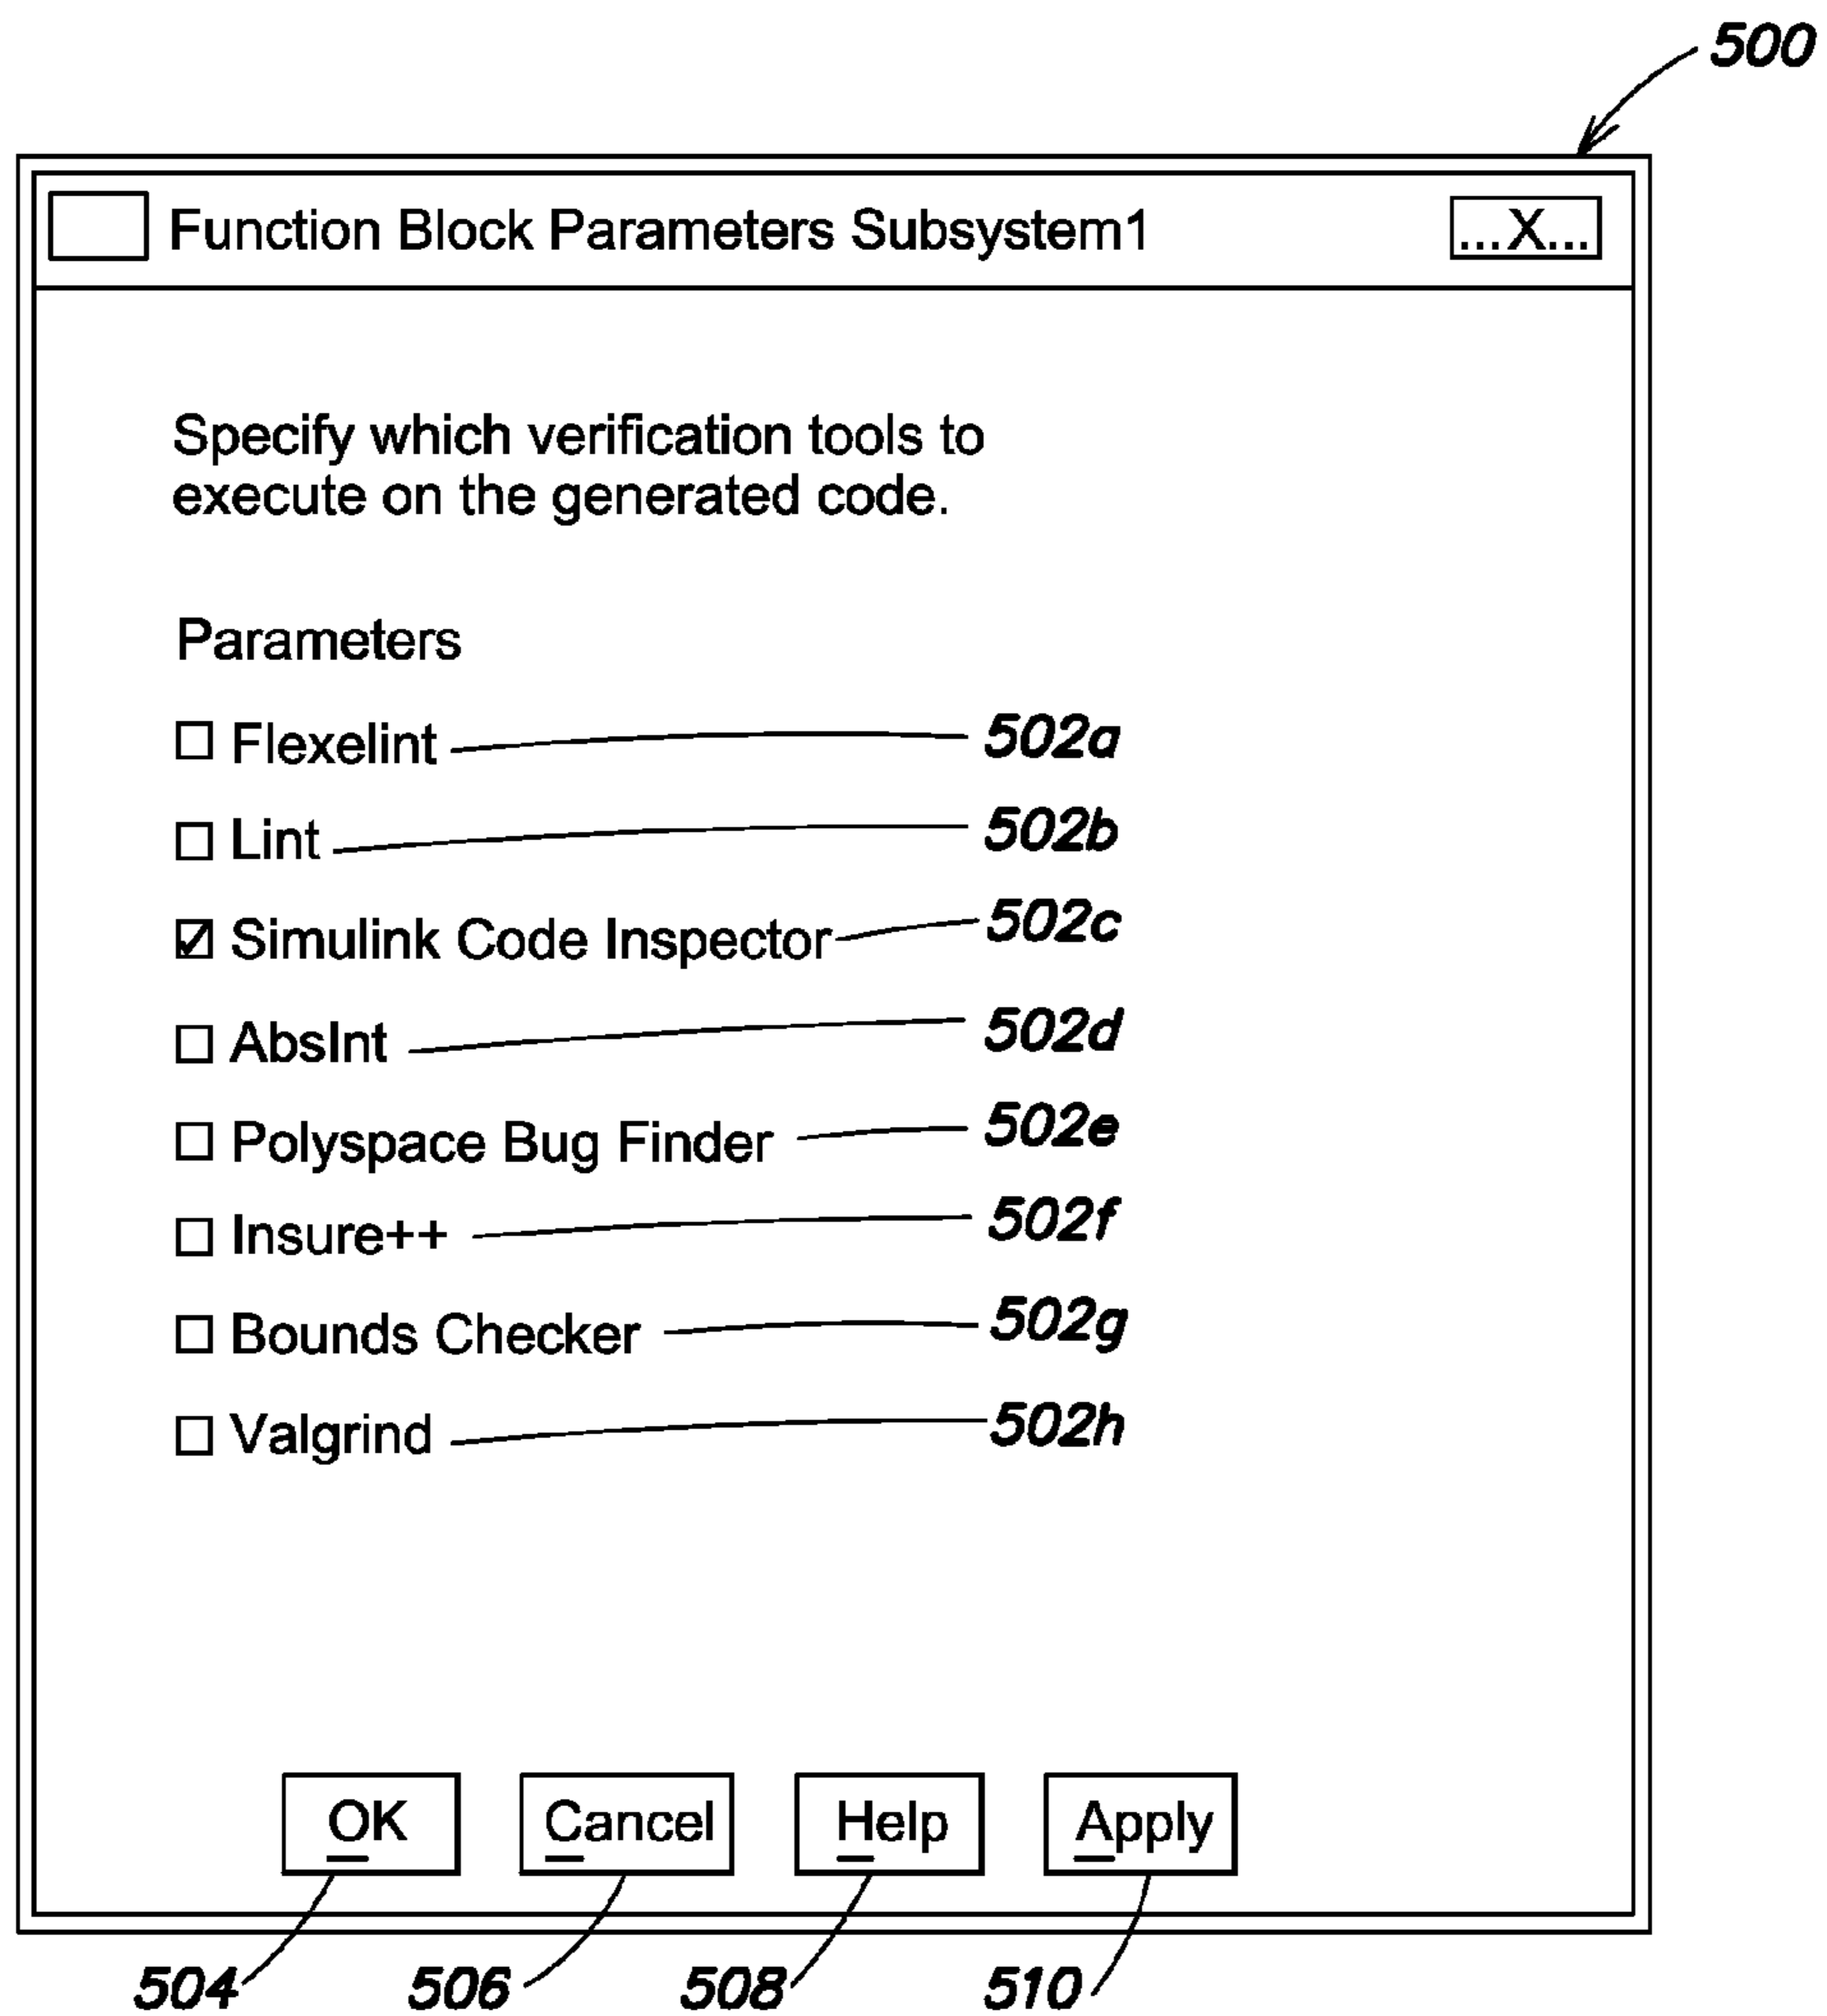 500
Function Block Parameters Subsystem1 ...X...
Specify which verification tools to
execute on the generated code.
Parameters
Flexelint 502a
Lint 502b
Simulink Code Inspector 502c
AbsInt 502d
Polyspace Bug Finder 502e
Insure++ 502f
Bounds Checker 502g
Valgrind 502h
OK Cancel Help Apply
504 506 508 510